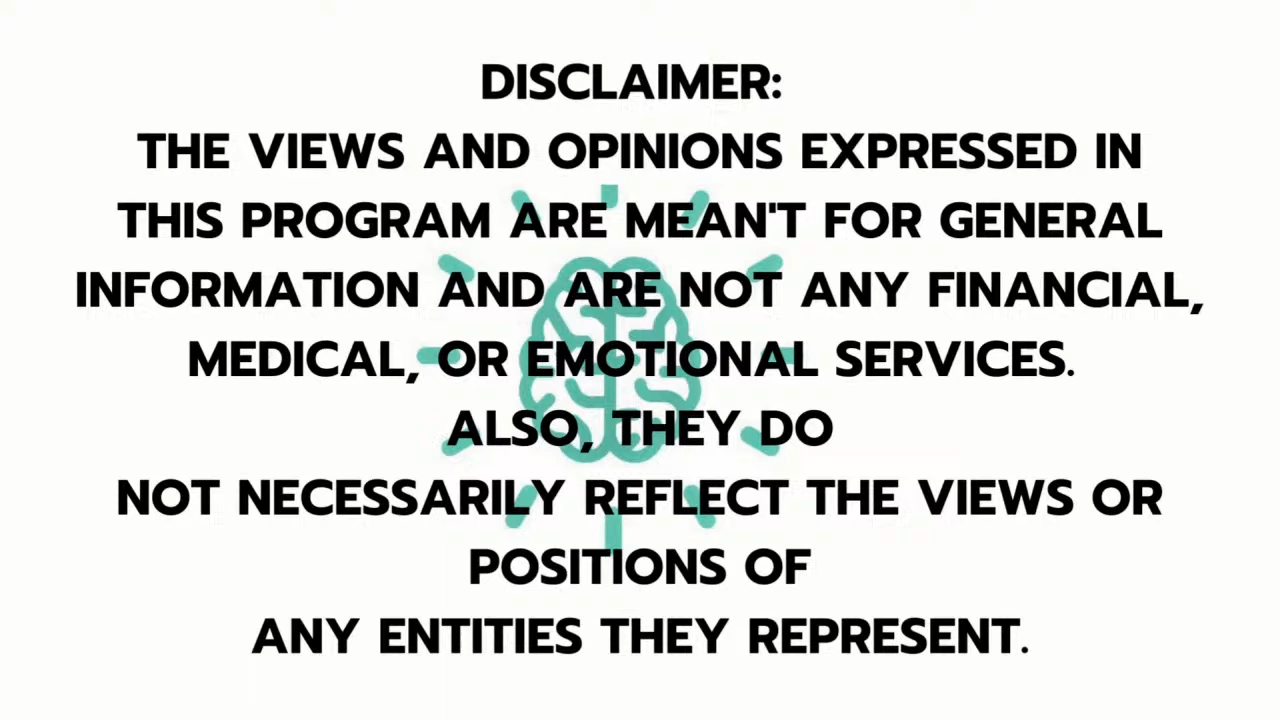 DISCLAIMER:
THE VIEWS AND OPINIONS EXPRESSED IN
THIS PROGRAM ARE MEAN'T FOR GENERAL
INFORMATION AND ARE NOT ANY FINANCIAL,
MEDICAL, OR EMOTIONAL SERVICES.
ALSO, THEY DO
NOT NECESSARILY REFLECT THE VIEWS OR
POSITIONS OF
ANY ENTITIES THEY REPRESENT.